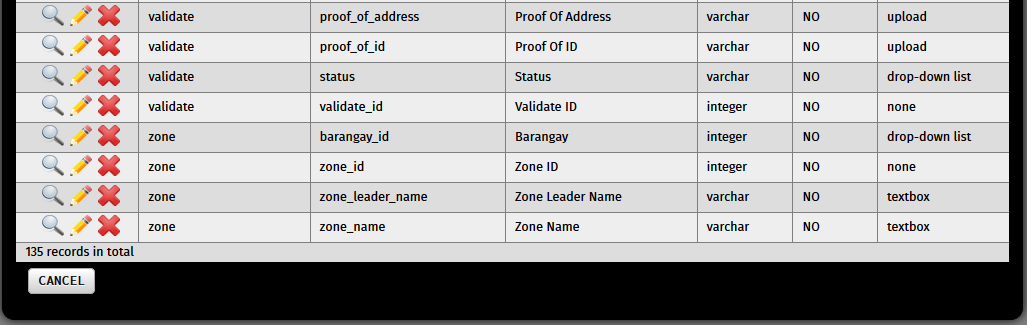 validate proof_of_address Proof Of Address varchar NO upload
validate proof_of_id Proof Of ID varchar NO upload
validate status Status varchar NO drop-down list
validate validate_id Validate ID integer NO none
zone barangay_id Barangay integer NO drop-down list
zone zone_id Zone ID integer NO none
zone zone_leader_name Zone Leader Name varchar NO textbox
zone zone_name Zone Name varchar NO textbox
135 records in total
CANCEL